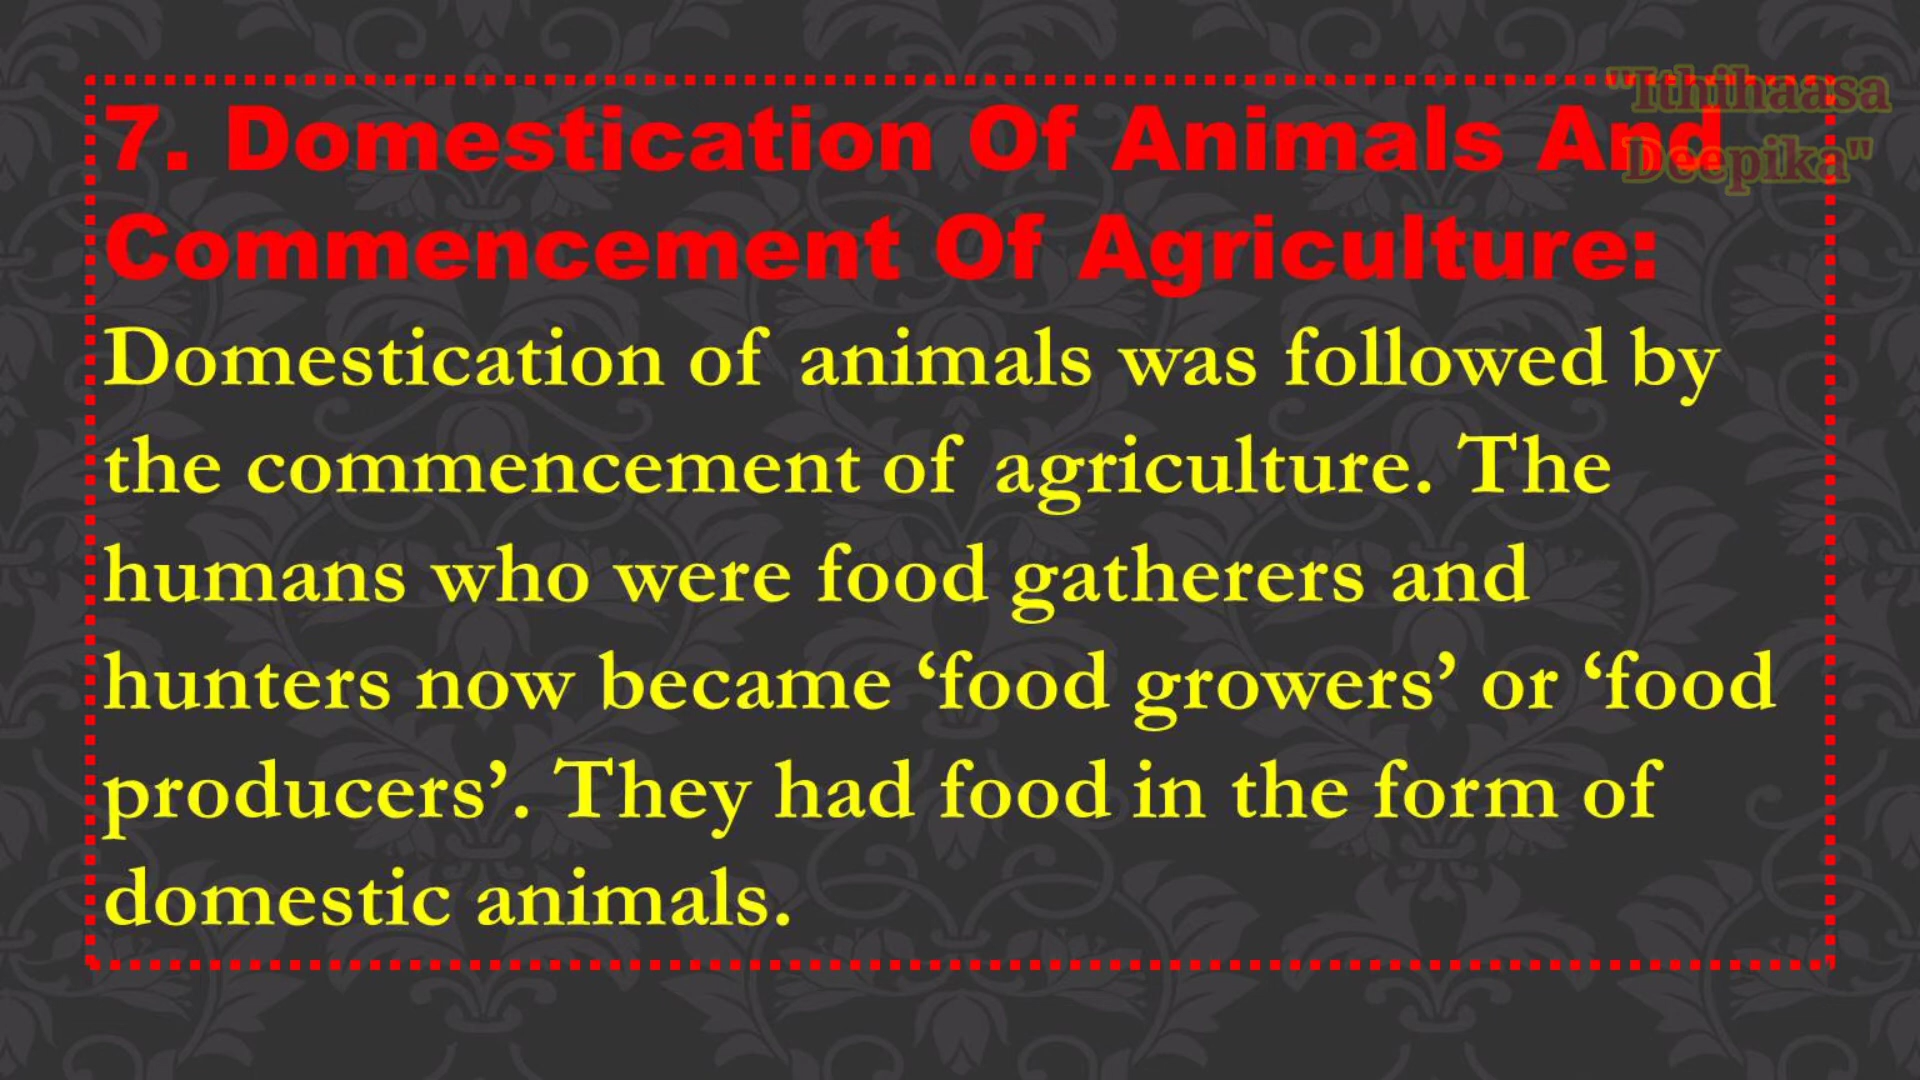 "Ithihaasa
Deepika"
7. Domestication Of Animals And
Commencement Of Agriculture:
Domestication of animals was followed by
the commencement of agriculture. The
humans who were food gatherers and
hunters now became ‘food growers’ or ‘food
producers’. They had food in the form of
domestic animals.